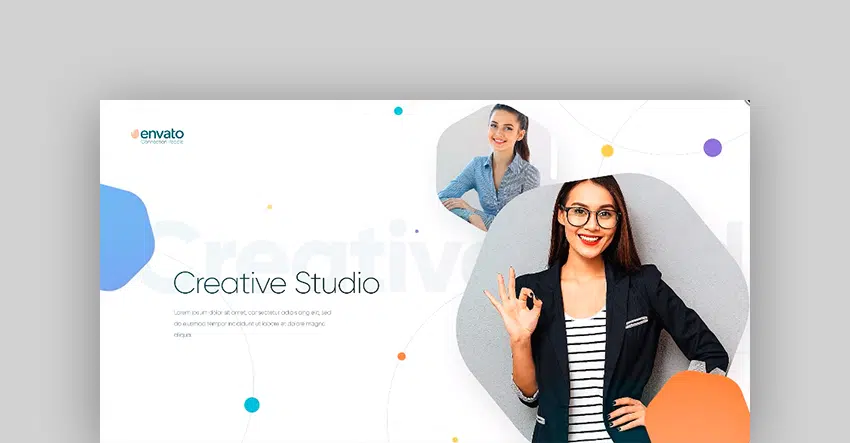 envato
Connection People
Creative
Creative Studio
Lorem ipsum dolor sit amet, consectetur adipiscing elit, sed
do eiusmod tempor incididunt ut labore et dolore magna
aliqua.